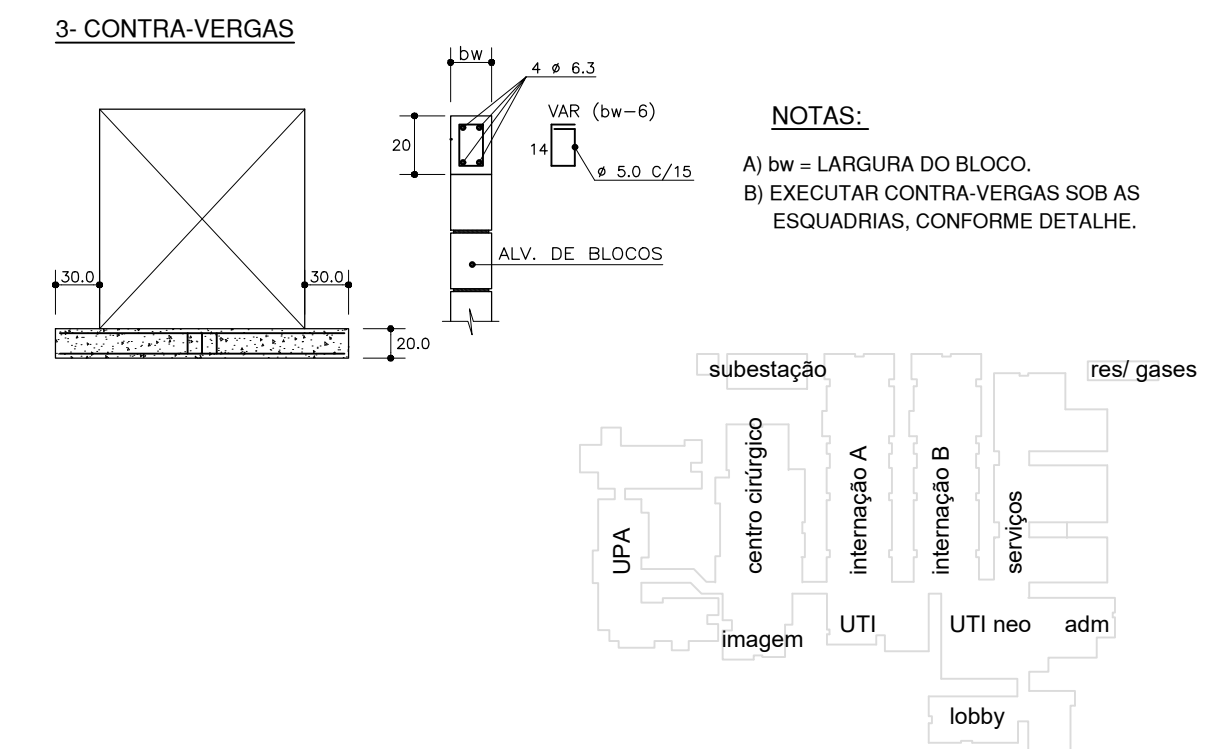 3- CONTRA-VERGAS
bw
4 ø 6.3
VAR (bw-6)
20
14
ø 5.0 C/15
ALV. DE BLOCOS
30.0
30.0
20.0
NOTAS:
A) bw = LARGURA DO BLOCO.
B) EXECUTAR CONTRA-VERGAS SOB AS
ESQUADRIAS, CONFORME DETALHE.
subestação
res/ gases
centro cirúrgico
internação A
internação B
serviços
UPA
imagem
UTI
UTI neo
adm
lobby